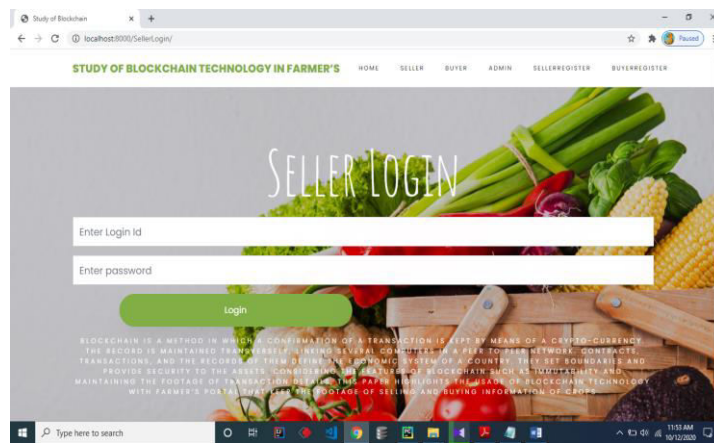 Study of Blockchain
localhost:8000/SellerLogin/
Paused
STUDY OF BLOCKCHAIN TECHNOLOGY IN FARMER'S
HOME SELLER BUYER ADMIN SELLERREGISTER BUYERREGISTER
SELLER LOGIN
Enter Login Id
Enter password
Login
BLOCKCHAIN IS A METHOD IN WHICH A CONFIRMATION OF A TRANSACTION IS KEPT BY MEANS OF A CRYPTO-CURRENCY.
THE RECORD IS MAINTAINED TRANSVERSELY, LINKING SEVERAL COMPUTERS IN A PEER TO PEER NETWORK. CONTRACTS,
TRANSACTIONS, AND THE RECORDS OF THEM DEFINE THE ECONOMIC SYSTEM OF A COUNTRY. THEY SET BOUNDARIES AND
PROVIDE SECURITY TO THE ASSETS. CONSIDERING THE FEATURES OF BLOCKCHAIN SUCH AS IMMUTABILITY AND
MAINTAINING THE FOOTAGE OF TRANSACTION DETAILS, THIS PAPER HIGHLIGHTS THE USAGE OF BLOCKCHAIN TECHNOLOGY
WITH FARMER'S PORTAL THAT KEEP THE FOOTAGE OF SELLING AND BUYING INFORMATION OF CROPS
Type here to search
11:53 AM
10/12/2020